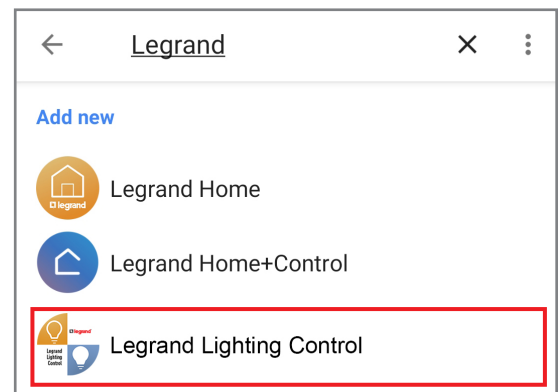 Legrand
Add new
Legrand Home
legrand
Legrand Home+Control
Legrand Lighting Control
legrand
Legrand
Lighting
Control